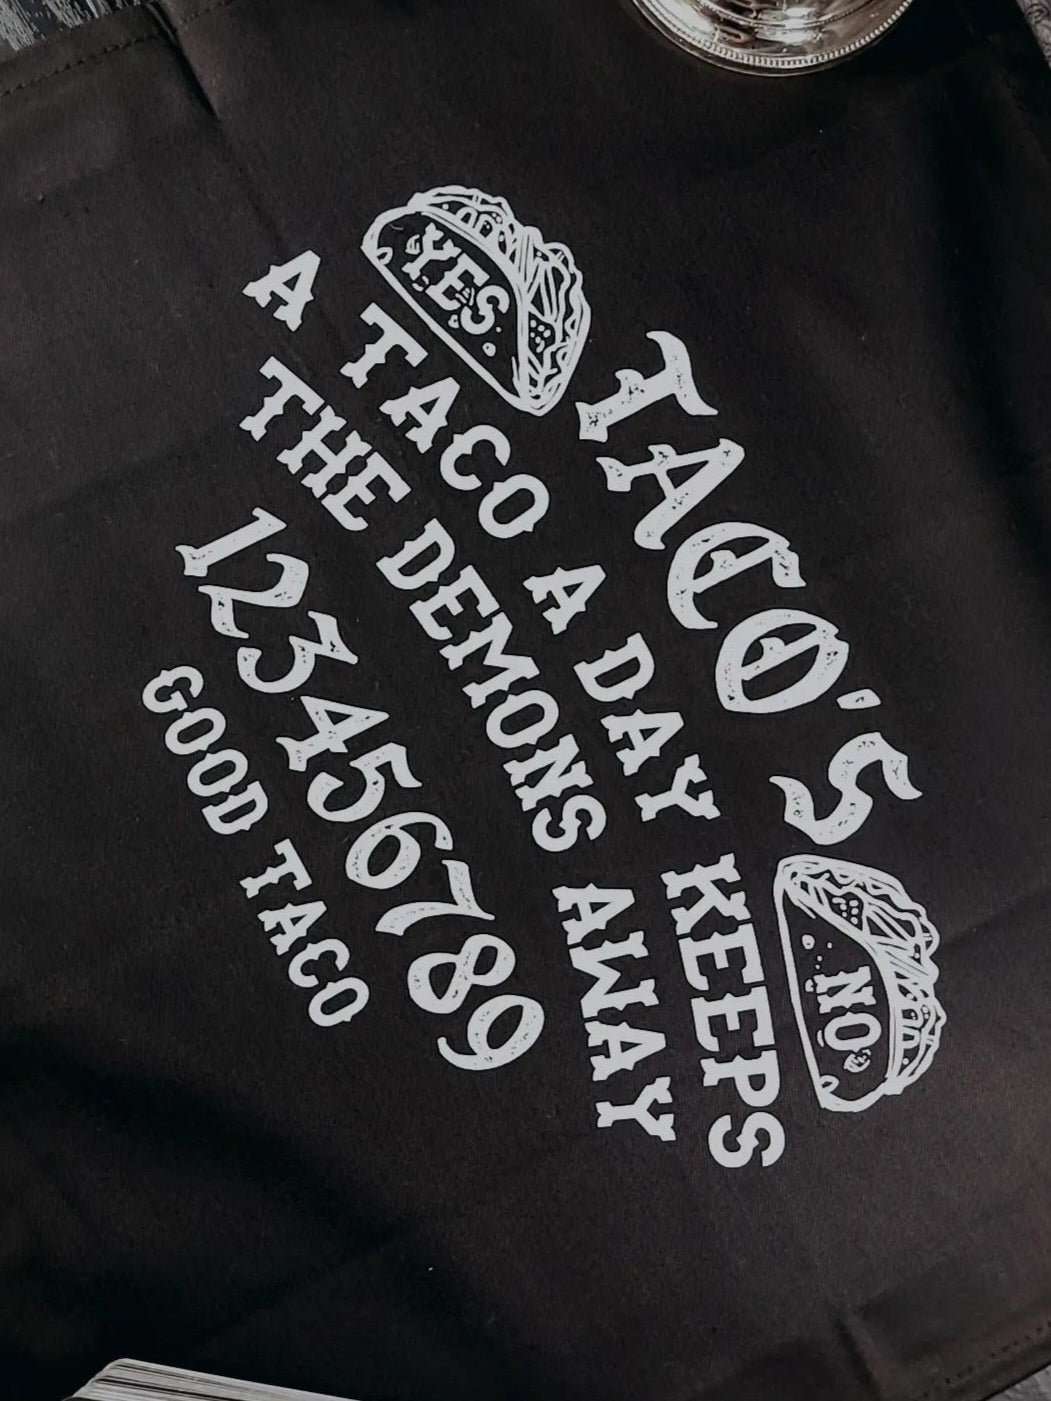 YES
TACO'S
NO
A TACO A DAY KEEPS
THE DEMONS AWAY
123456789
GOOD TACO